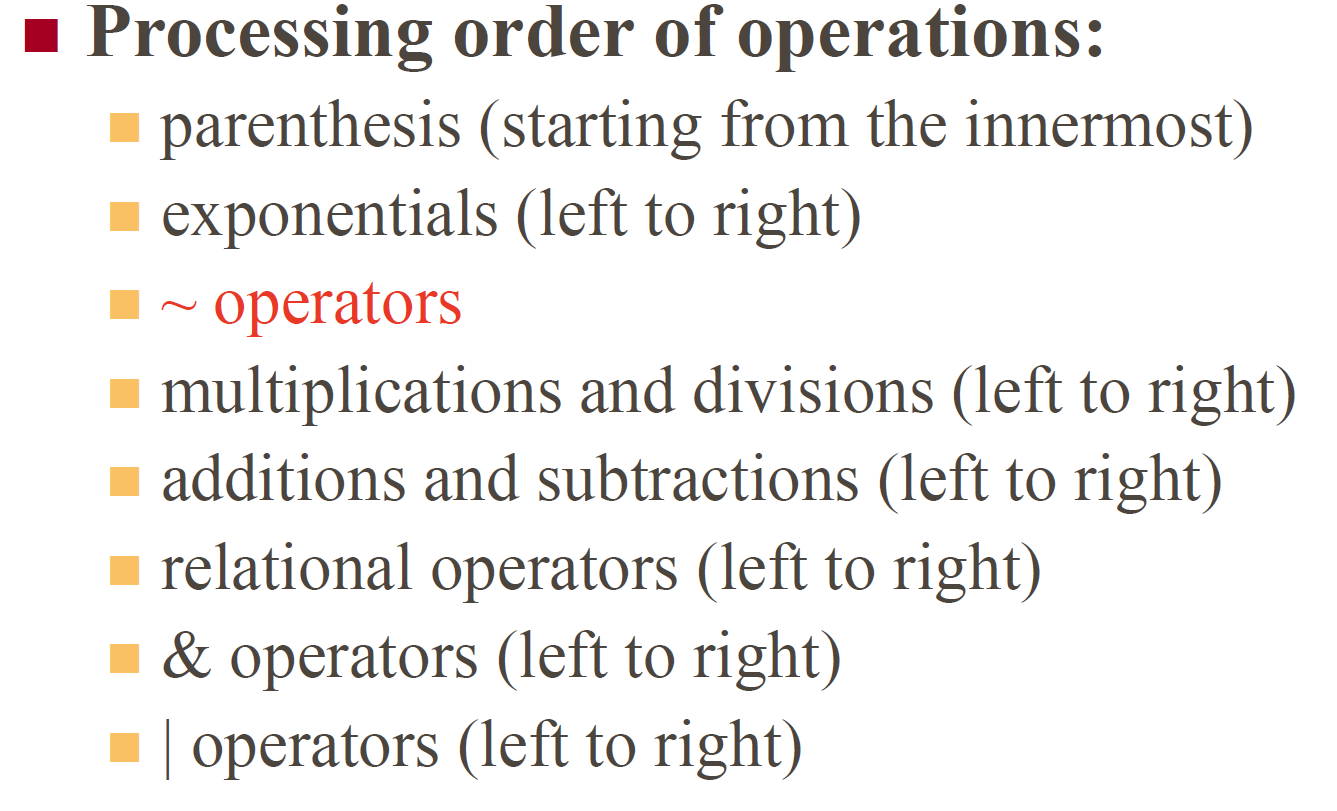 Processing order of operations:
parenthesis (starting from the innermost)
exponentials (left to right)
~ operators
multiplications and divisions (left to right)
additions and subtractions (left to right)
relational operators (left to right)
& operators (left to right)
| operators (left to right)